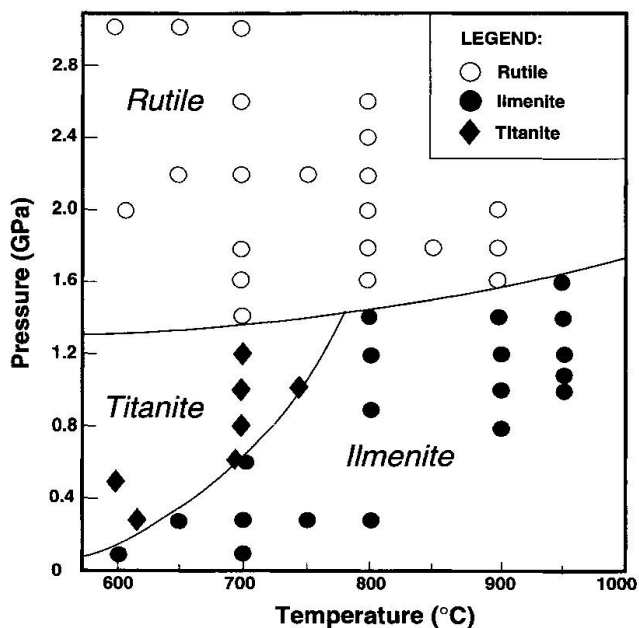 LEGEND:
Rutile
Ilmenite
Titanite
Rutile
Titanite
Ilmenite
Pressure (GPa)
2.8
2.4
2.0
1.6
1.2
0.8
0.4
0
600 700 800 900 1000
Temperature (°C)